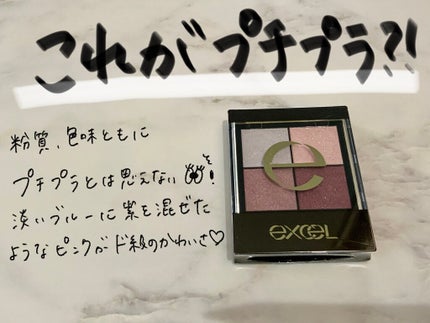 これがプチプラ?!
粉質、色味ともに
プチプラとは思えない!
淡いブルーに紫を混ぜた
ようなピンクがド級のかわいさ♡
e
excel